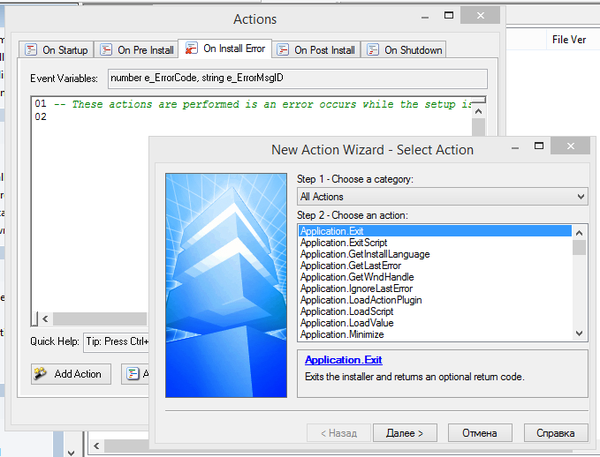 Actions
On Startup On Pre Install On Install Error On Post Install On Shutdown
File Ver
Event Variables: number e_ErrorCode, string e_ErrorMsgID
01 -- These actions are performed is an error occurs while the setup is
02
New Action Wizard - Select Action
Step 1 - Choose a category:
All Actions
Step 2 - Choose an action:
Application.Exit
Application.ExitScript
Application.GetInstallLanguage
Application.GetLastError
Application.GetWndHandle
Application.IgnoreLastError
Application.LoadActionPlugin
Application.LoadScript
Application.LoadValue
Application.Minimize
Quick Help: Tip: Press Ctrl+
Application.Exit
Exits the installer and returns an optional return code.
Add Action A
< Назад Далее > Отмена Справка